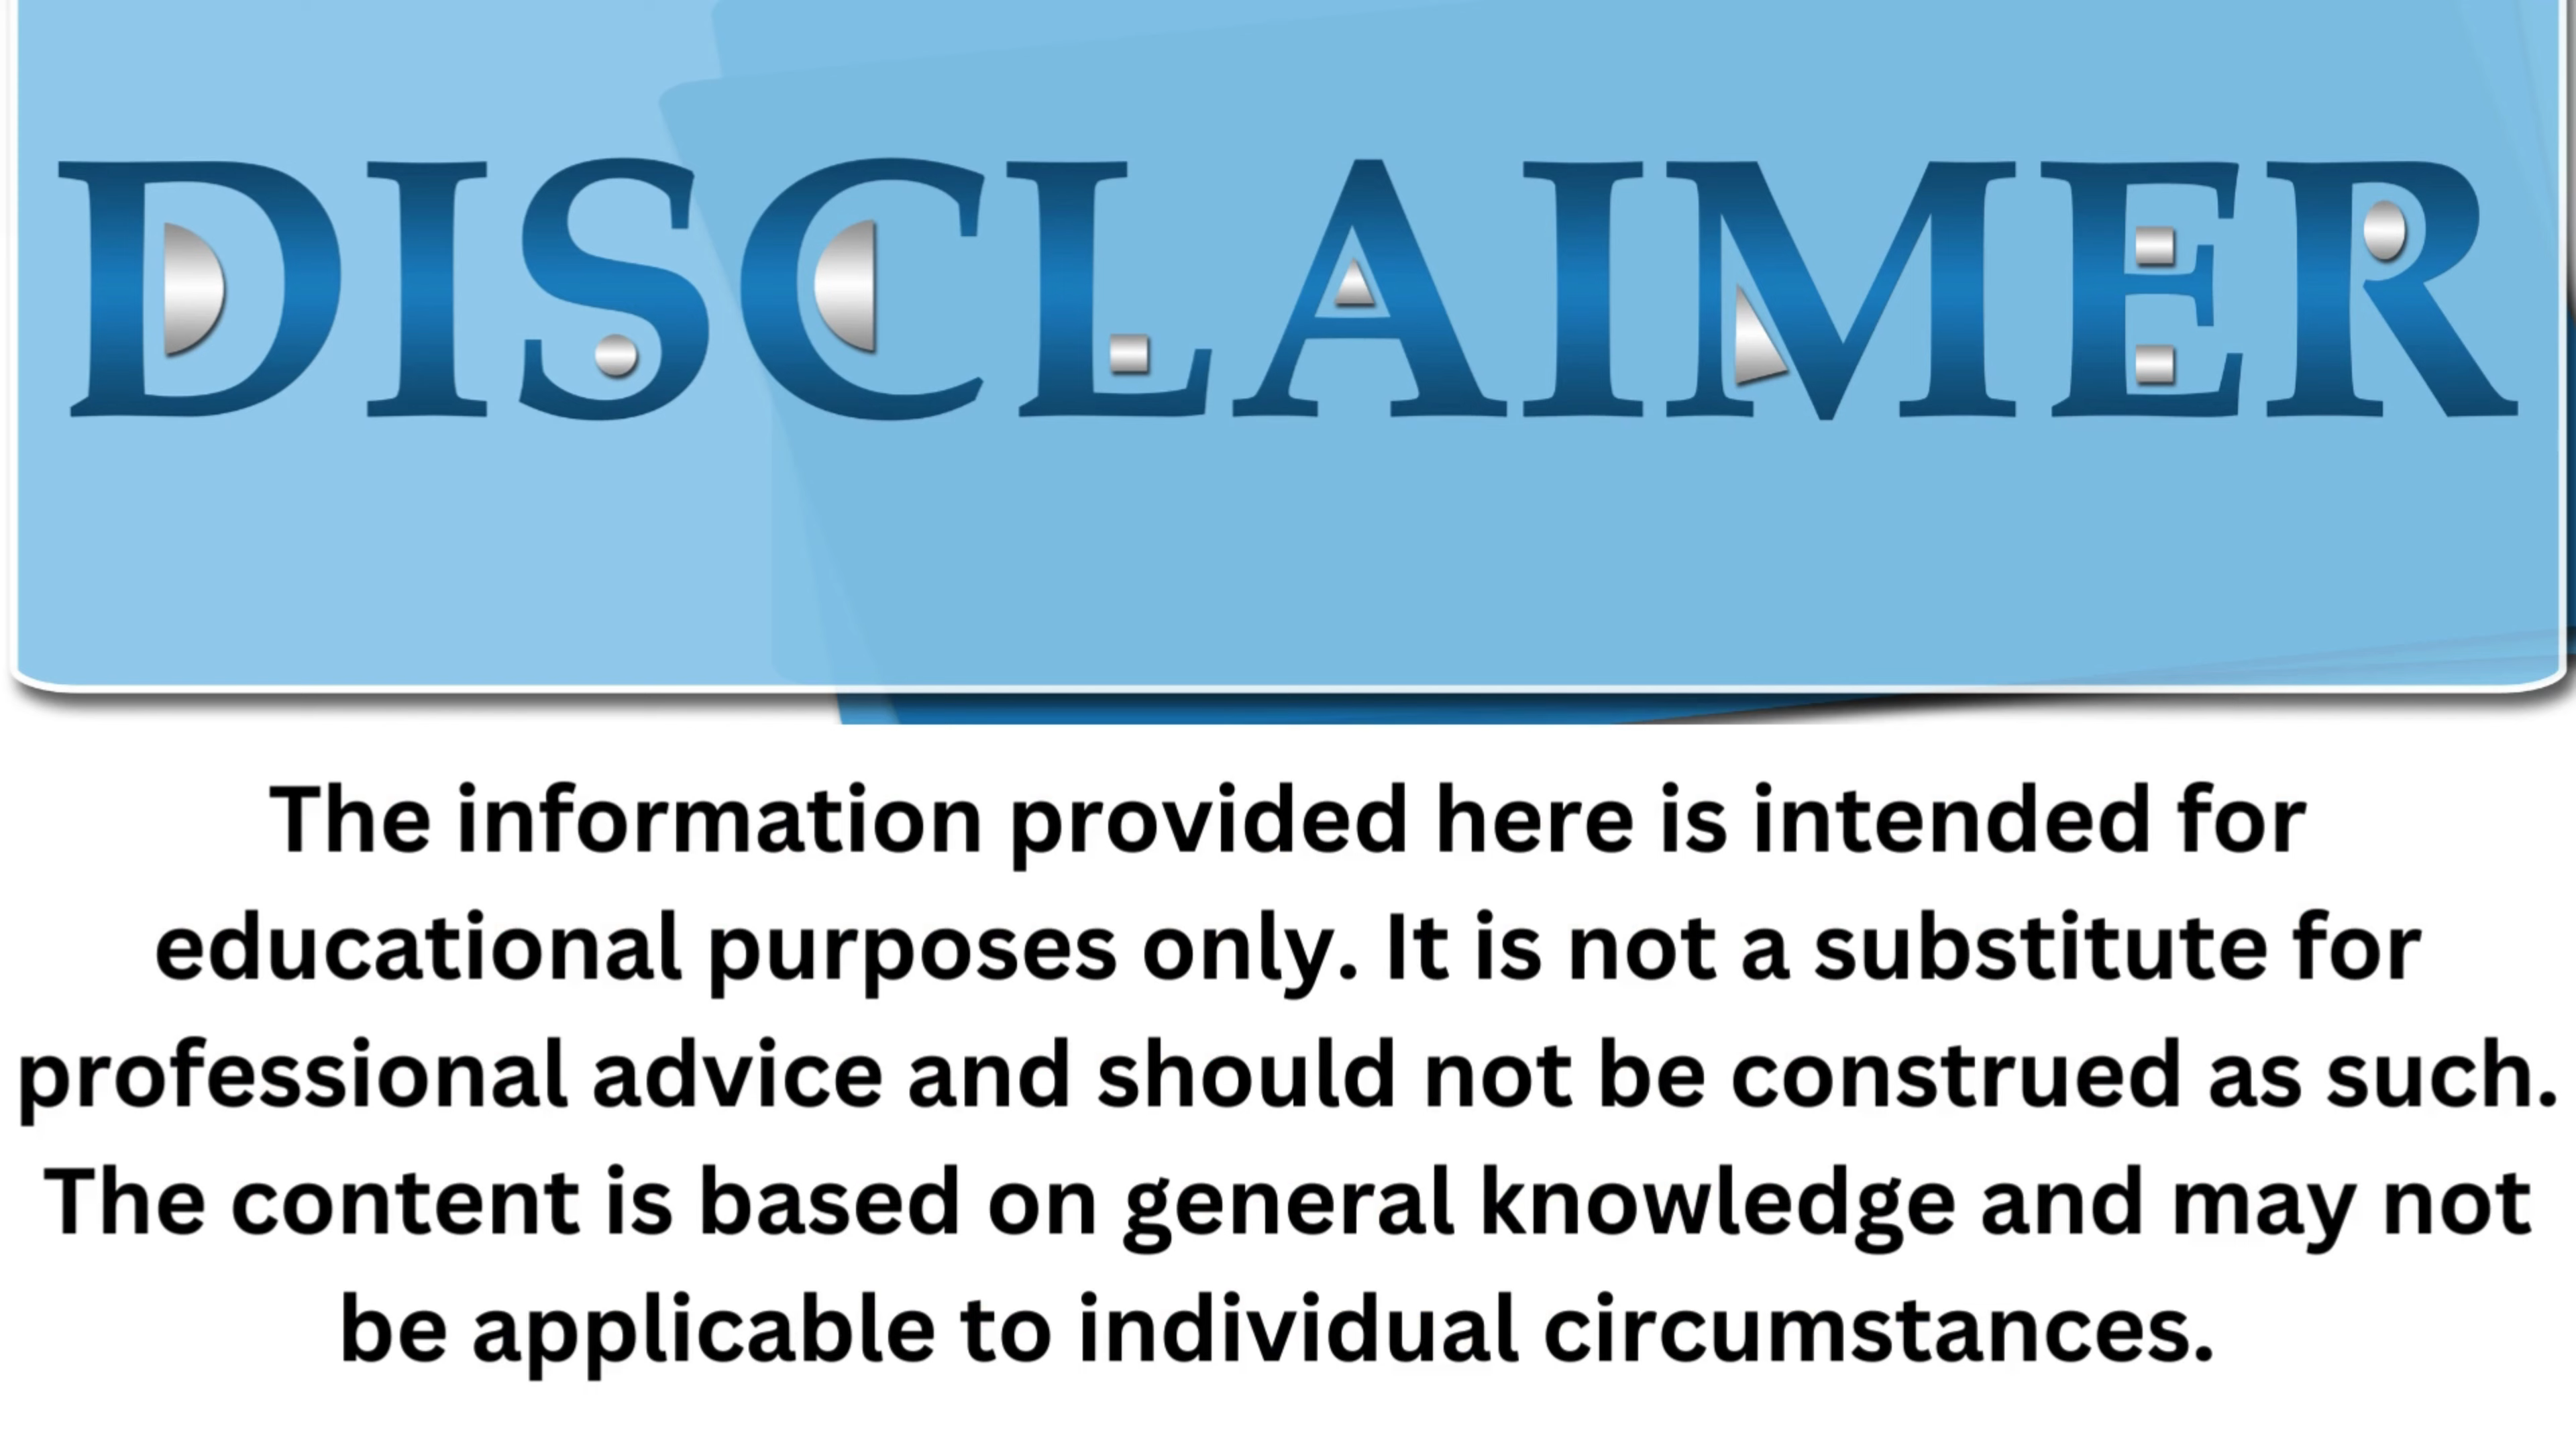 DISCLAIMER
The information provided here is intended for
educational purposes only. It is not a substitute for
professional advice and should not be construed as such.
The content is based on general knowledge and may not
be applicable to individual circumstances.